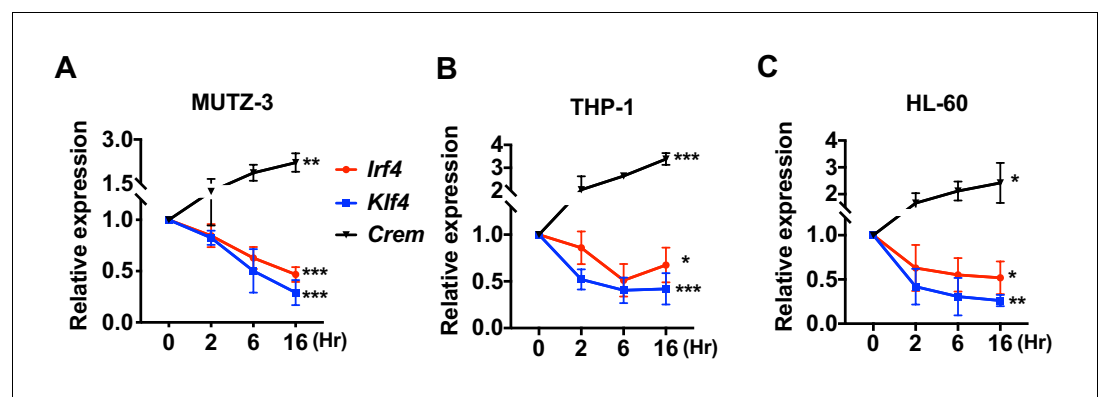 A
MUTZ-3
Relative expression
3.0
1.5
1.0
0.5
0.0
**
***
***
0 2 6 16 (Hr)
Irf4
Klf4
Crem
B
THP-1
Relative expression
4
3
2
1.0
0.5
0.0
***
*
***
0 2 6 16 (Hr)
C
HL-60
Relative expression
4
3
2
1.0
0.5
0.0
*
*
**
0 2 6 16 (Hr)